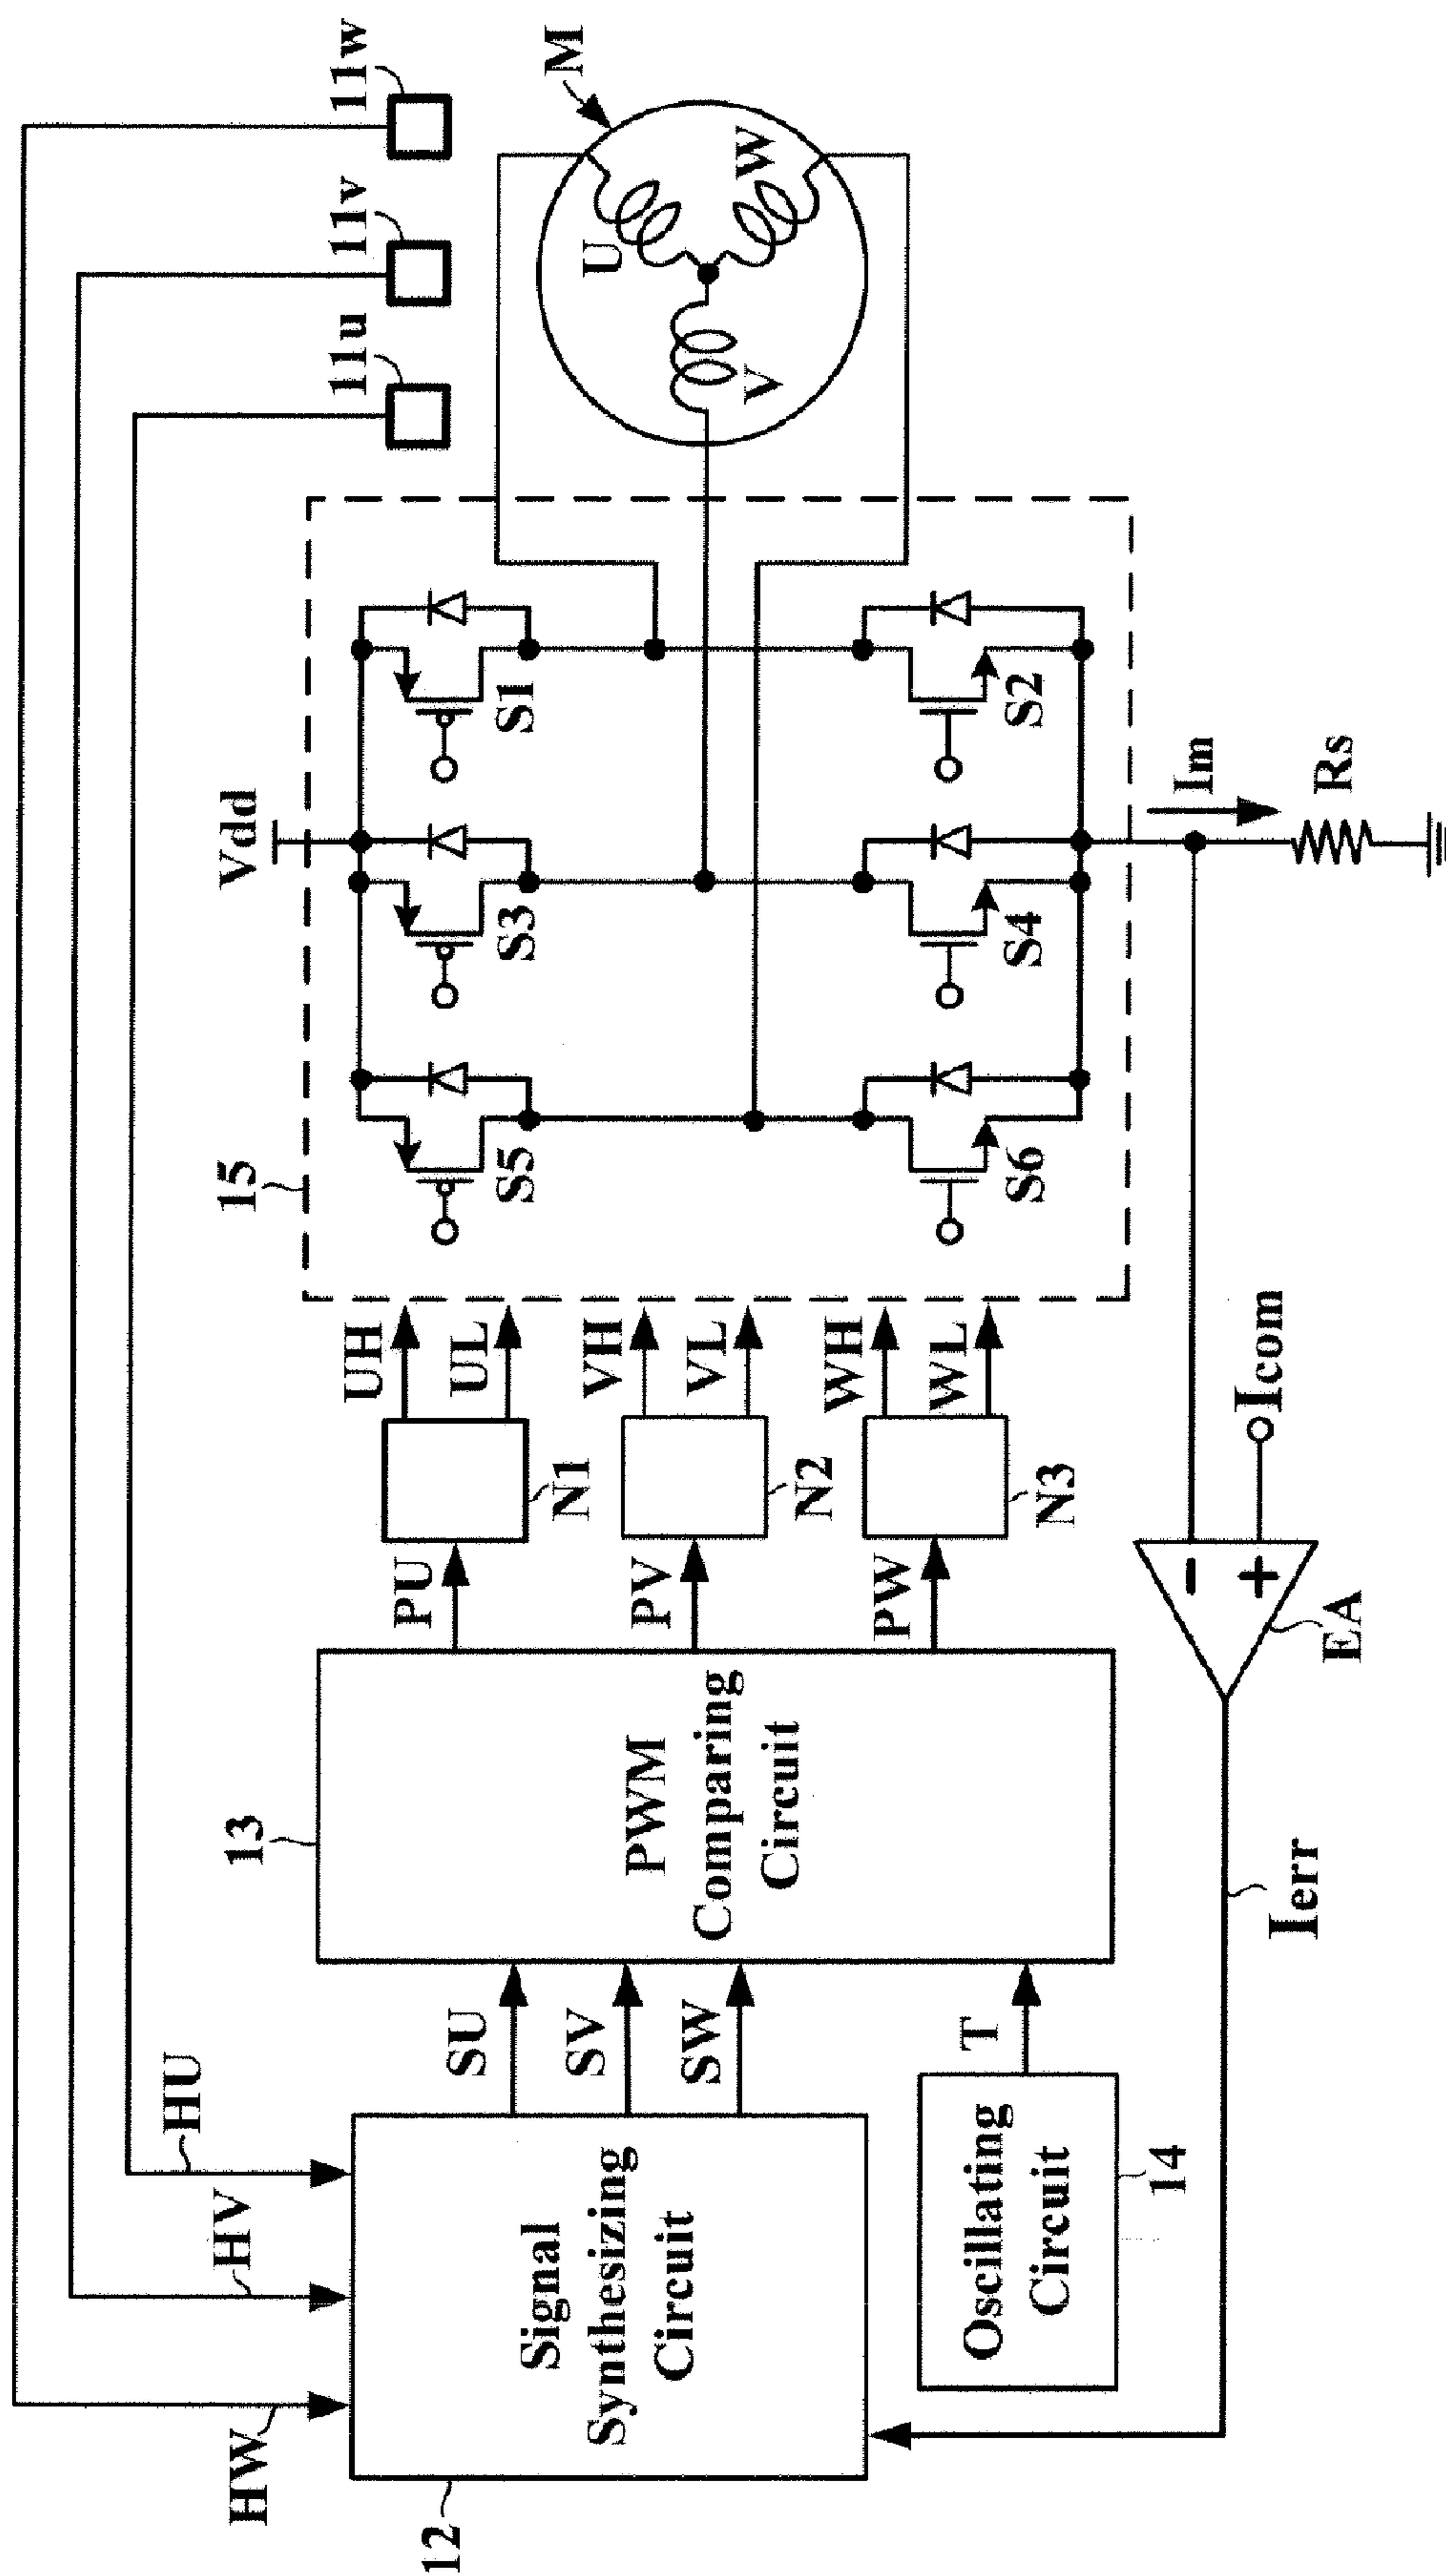 HW
HV
HU
11u
11v
11w
12
Signal
Synthesizing
Circuit
SU
SV
SW
Oscillating
Circuit
14
T
13
PWM
Comparing
Circuit
PU
PV
PW
N1
N2
N3
UH
UL
VH
VL
WH
WL
15
Vdd
S5
S3
S1
S6
S4
S2
M
U
V
W
Im
Rs
Icom
-
+
EA
Ierr